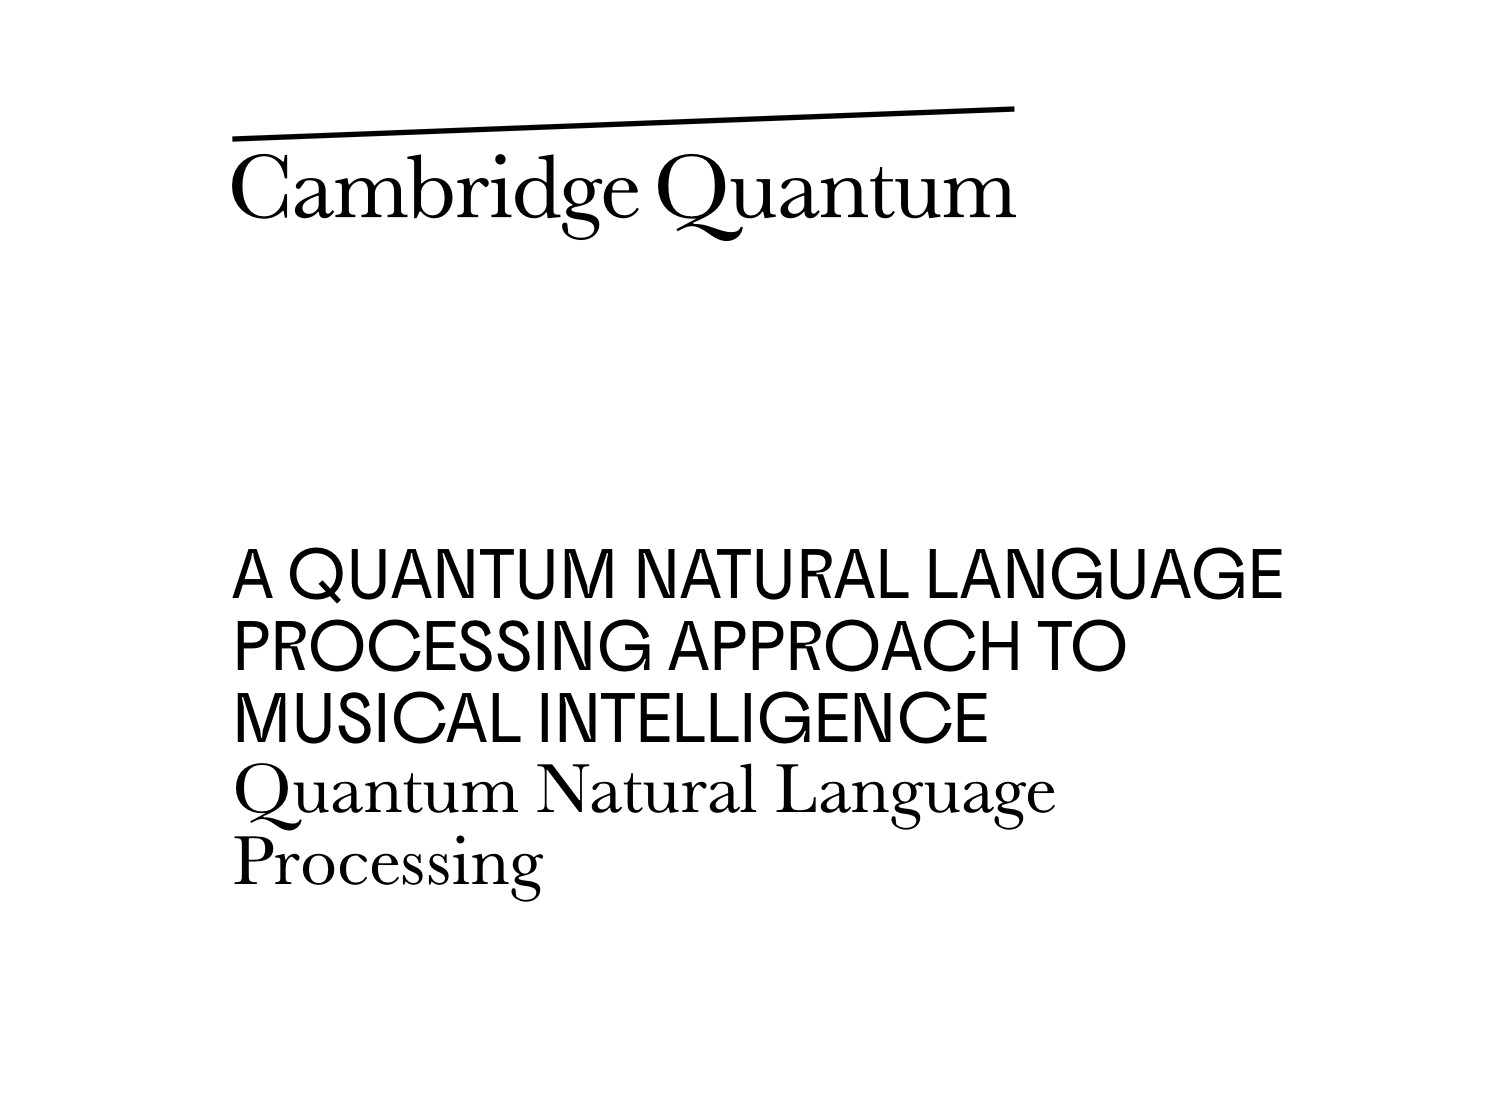 Cambridge Quantum
A QUANTUM NATURAL LANGUAGE
PROCESSING APPROACH TO
MUSICAL INTELLIGENCE
Quantum Natural Language
Processing